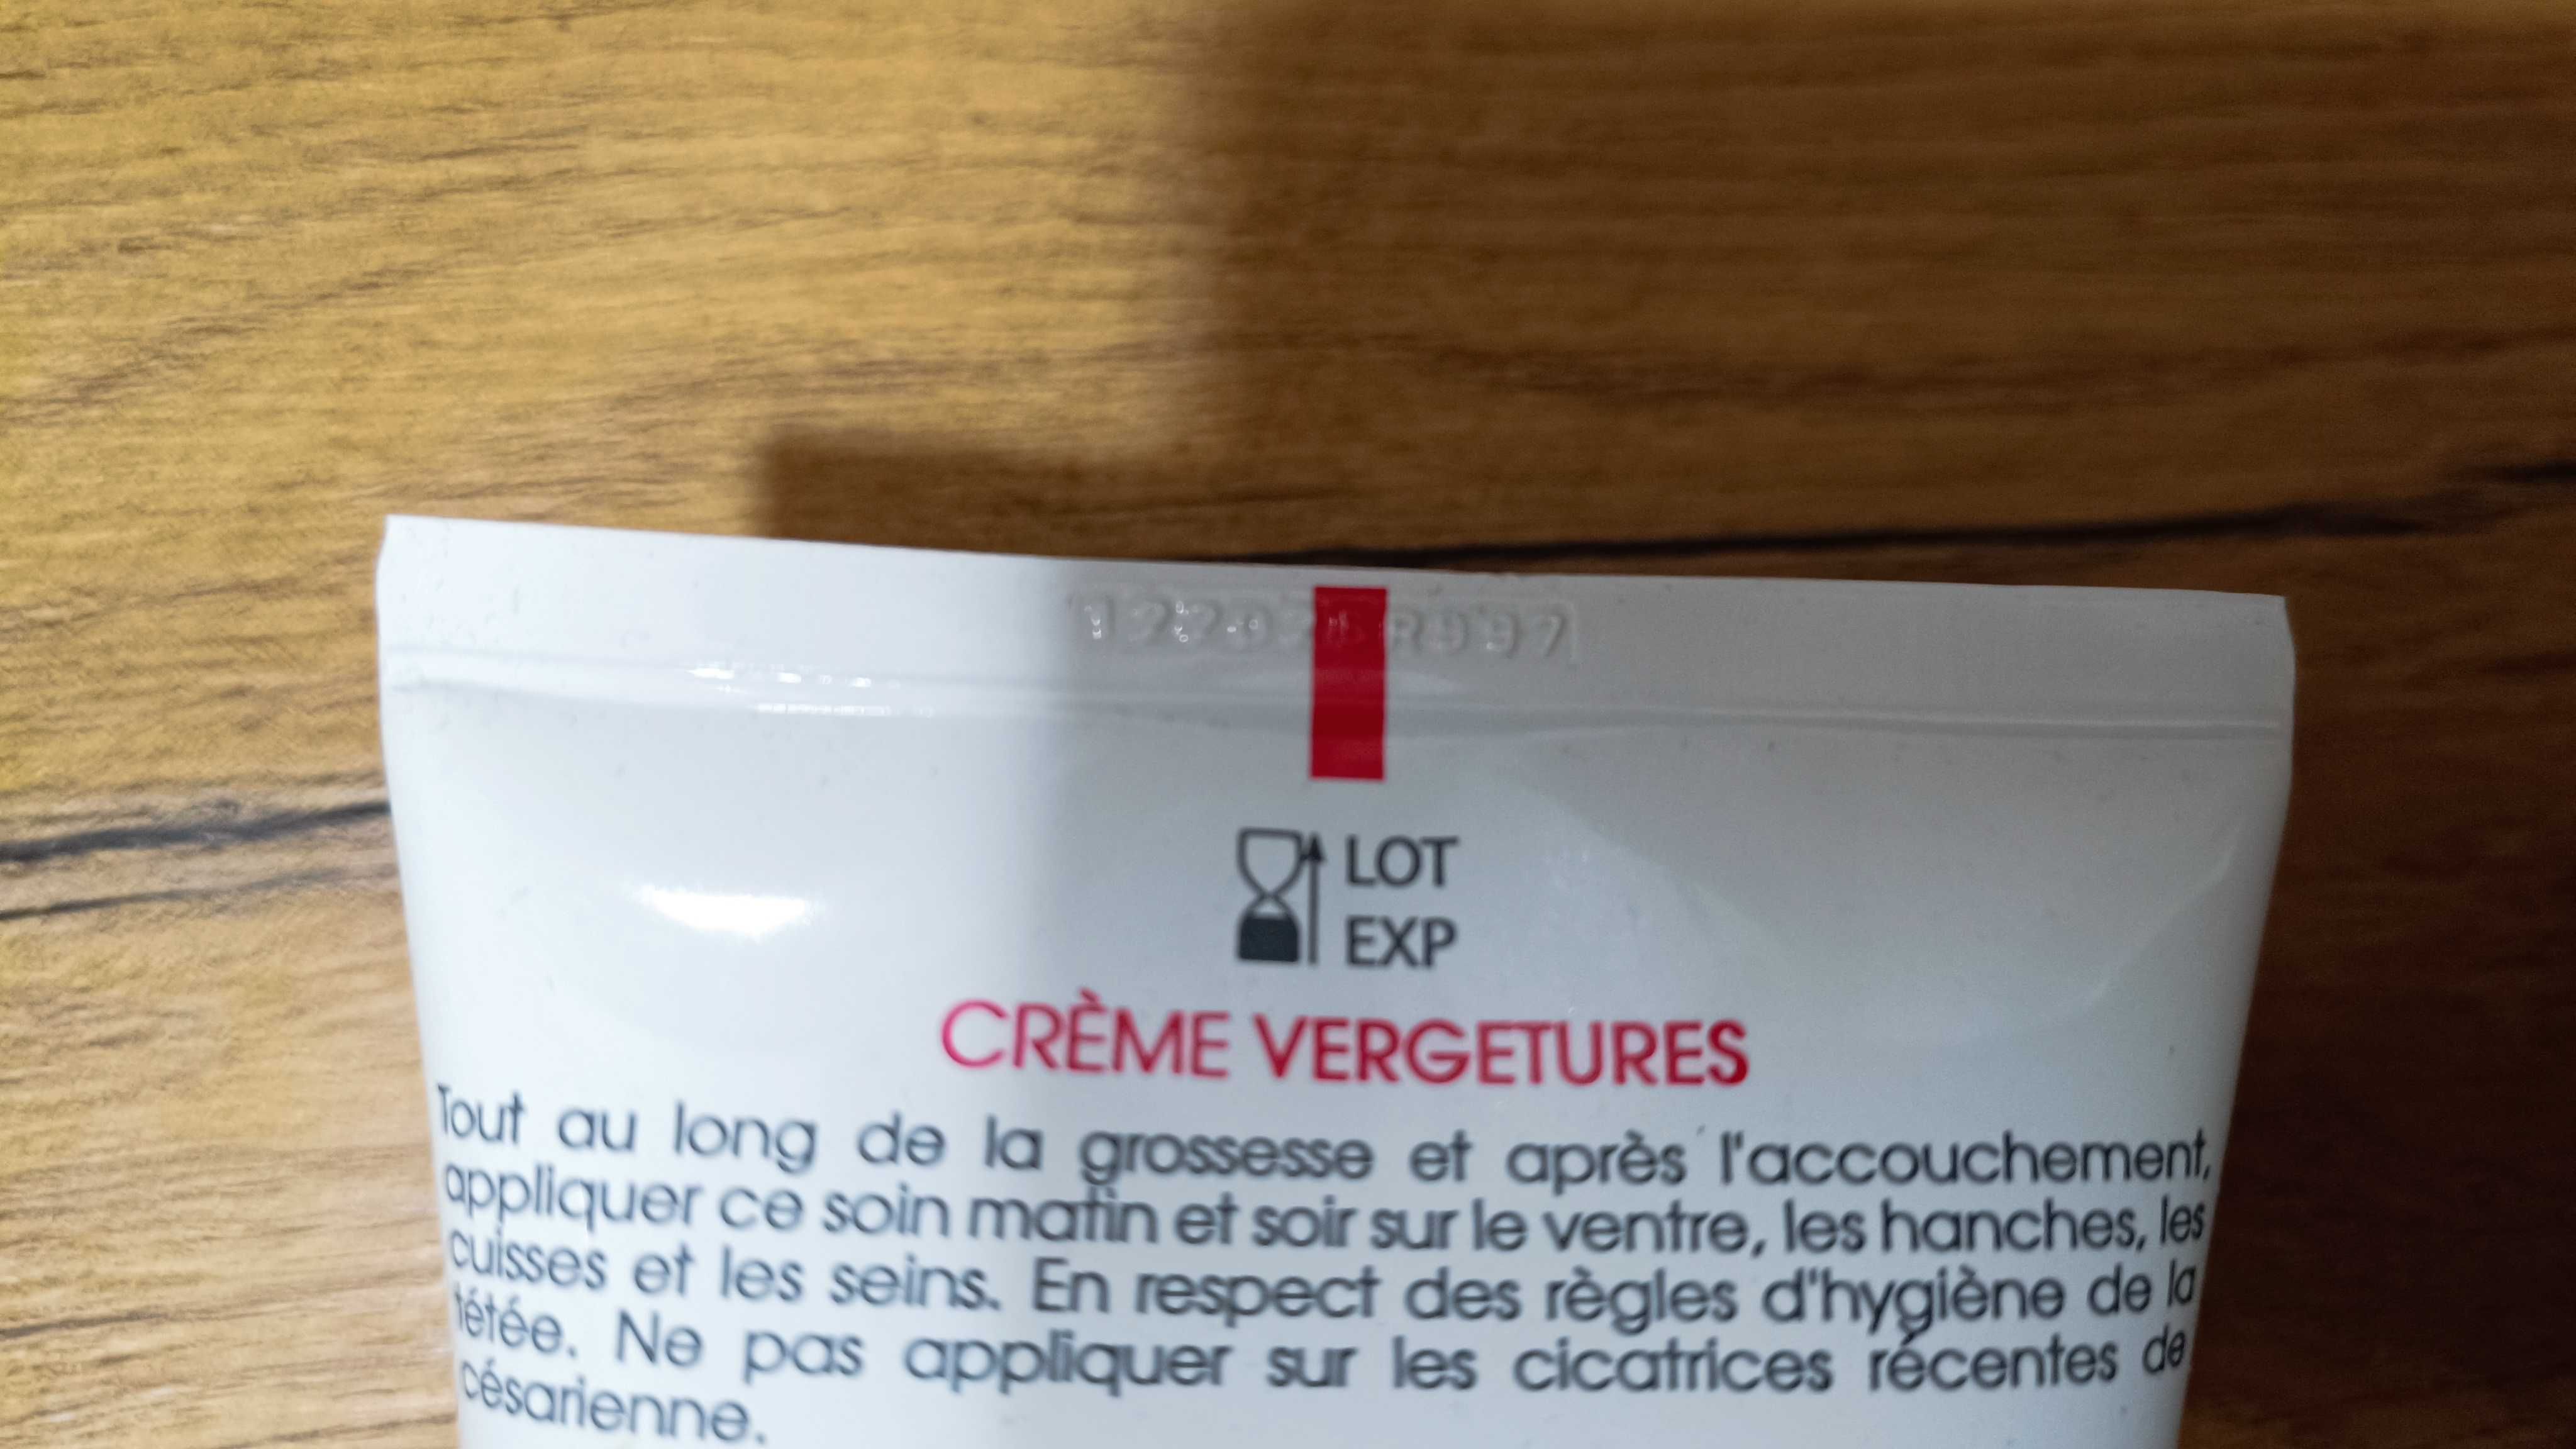 LOT
EXP
CRÈME VERGETURES
Tout au long de la grossesse et après l'accouchement,
appliquer ce soin matin et soir sur le ventre, les hanches, les
cuisses et les seins. En respect des règles d'hygiène de la
tétée. Ne pas appliquer sur les cicatrices récentes de
césarienne.